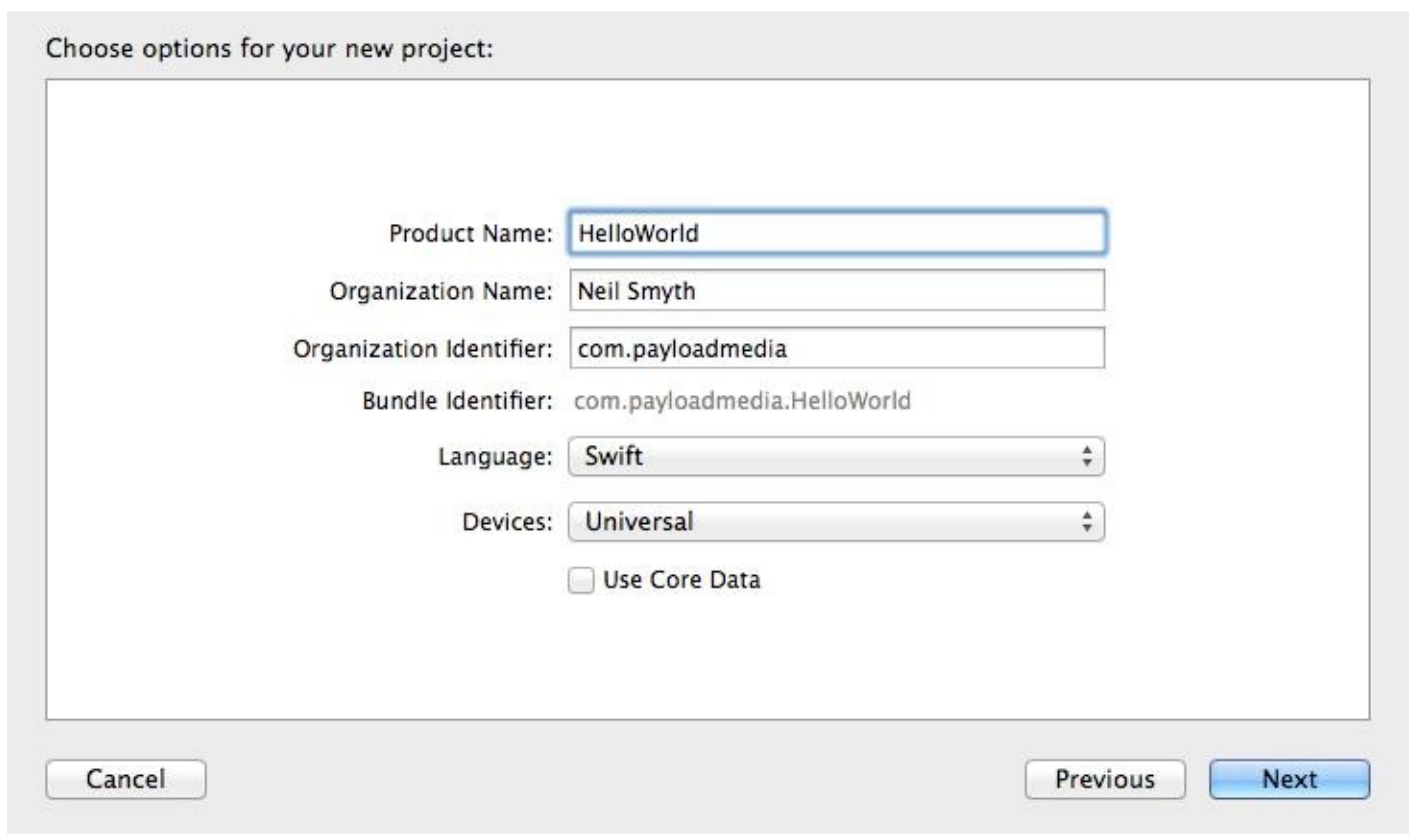 Choose options for your new project:
Product Name: HelloWorld
Organization Name: Neil Smyth
Organization Identifier: com.payloadmedia
Bundle Identifier: com.payloadmedia.HelloWorld
Language: Swift
Devices: Universal
Use Core Data
Cancel Previous Next